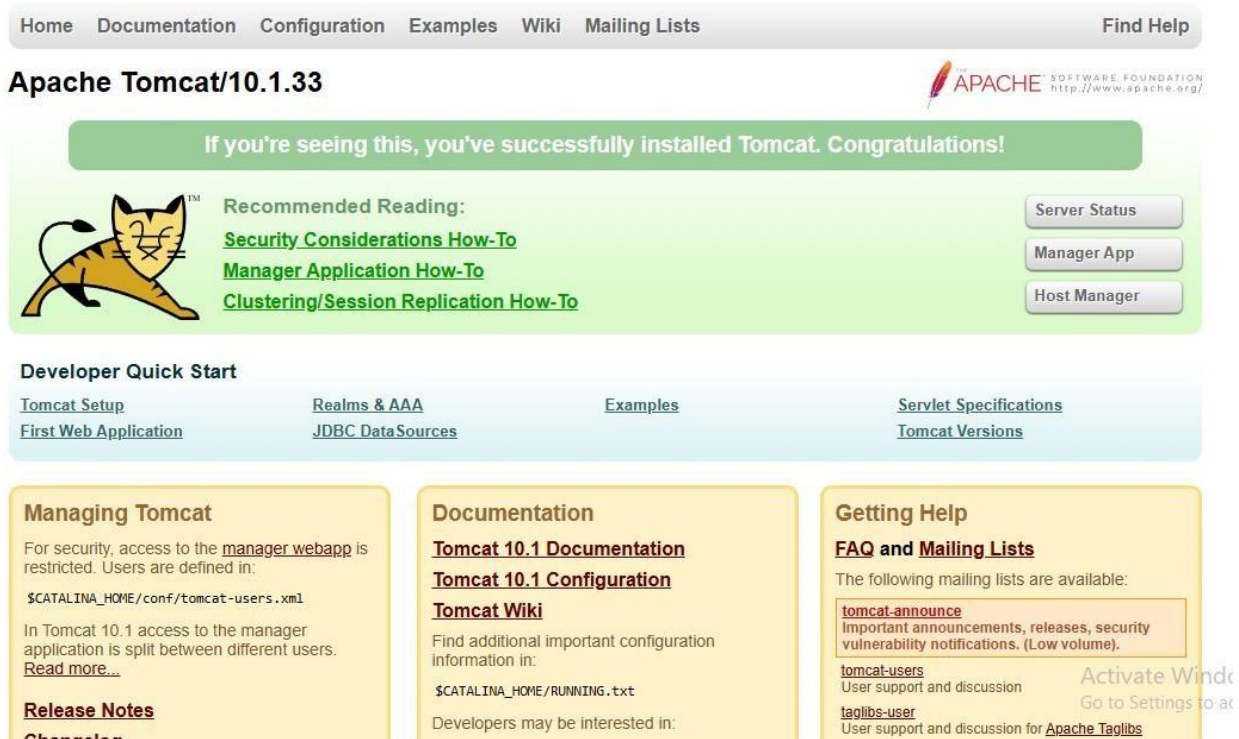 Home Documentation Configuration Examples Wiki Mailing Lists Find Help
Apache Tomcat/10.1.33
THE
APACHE SOFTWARE FOUNDATION
http://www.apache.org/
If you're seeing this, you've successfully installed Tomcat. Congratulations!
TM
Recommended Reading:
Security Considerations How-To
Manager Application How-To
Clustering/Session Replication How-To
Server Status
Manager App
Host Manager
Developer Quick Start
Tomcat Setup
First Web Application
Realms & AAA
JDBC DataSources
Examples
Servlet Specifications
Tomcat Versions
Managing Tomcat
For security, access to the manager webapp is
restricted. Users are defined in:
$CATALINA_HOME/conf/tomcat-users.xml
In Tomcat 10.1 access to the manager
application is split between different users.
Read more...
Release Notes
Changelog
Documentation
Tomcat 10.1 Documentation
Tomcat 10.1 Configuration
Tomcat Wiki
Find additional important configuration
information in:
$CATALINA_HOME/RUNNING.txt
Developers may be interested in:
Getting Help
FAQ and Mailing Lists
The following mailing lists are available:
tomcat-announce
Important announcements, releases, security
vulnerability notifications. (Low volume).
tomcat-users
User support and discussion
taglibs-user
User support and discussion for Apache Taglibs
Activate Windo
Go to Settings to ac